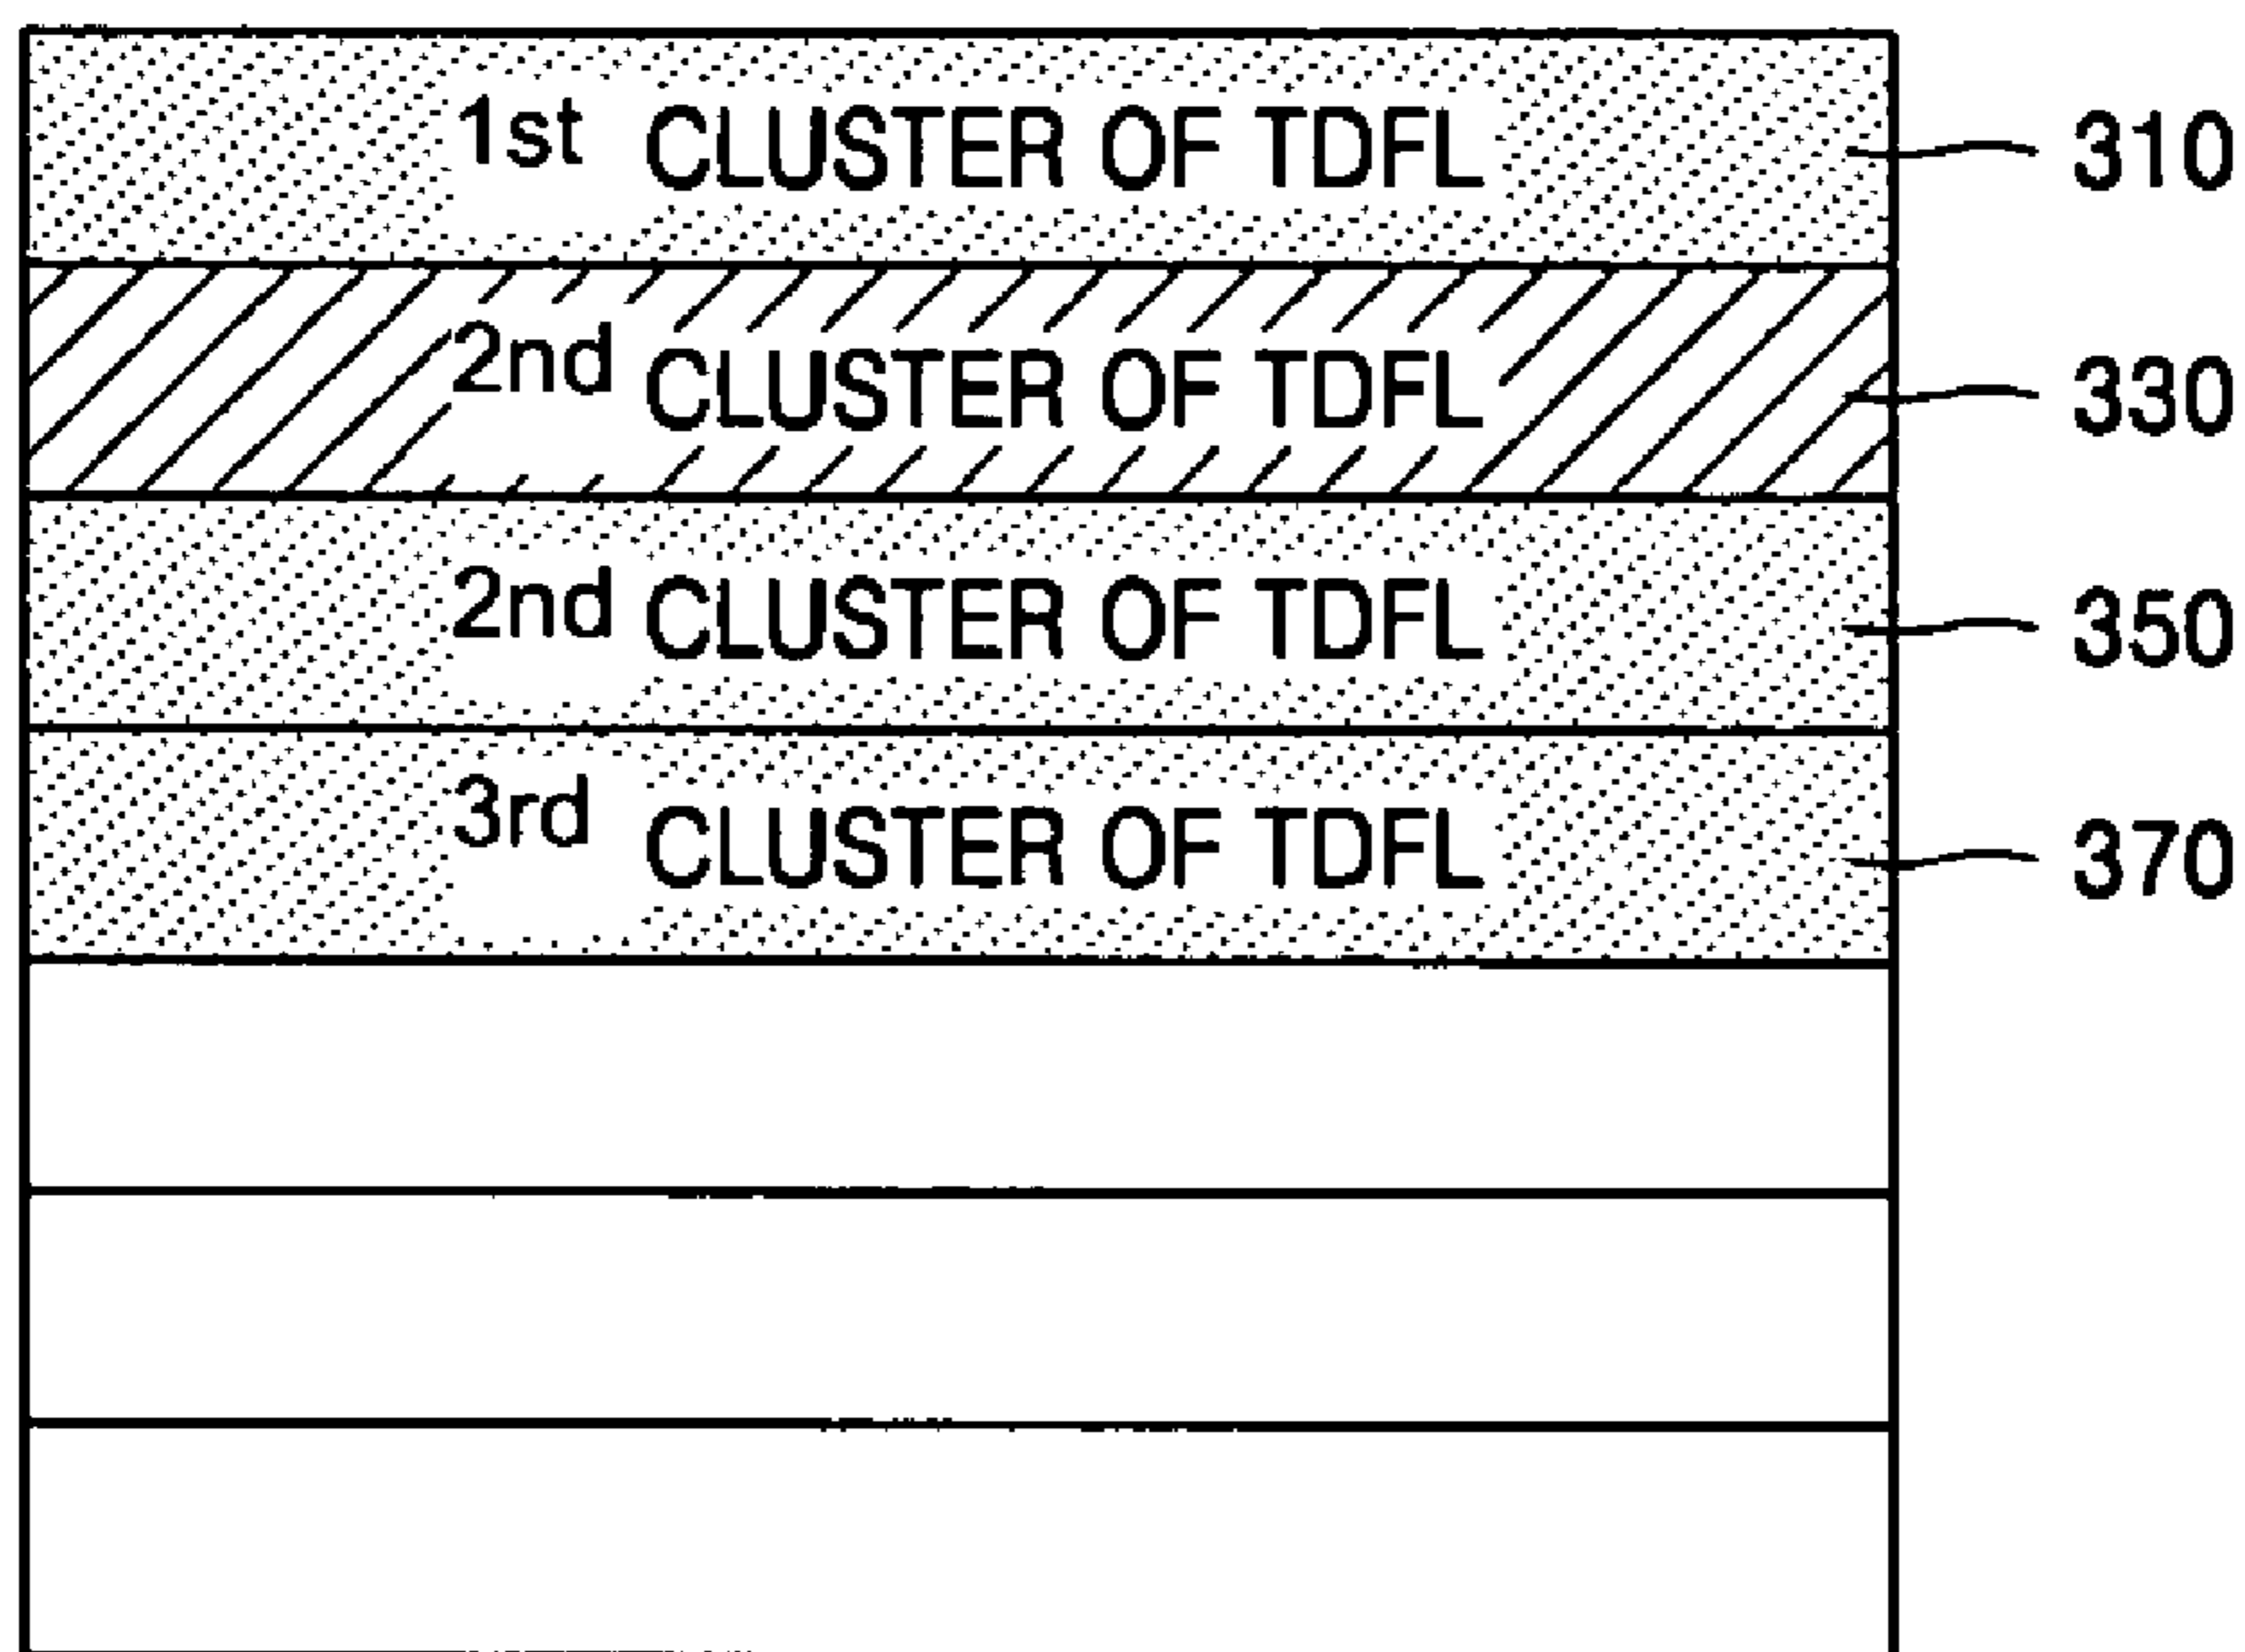 1st CLUSTER OF TDFL 310
2nd CLUSTER OF TDFL 330
2nd CLUSTER OF TDFL 350
3rd CLUSTER OF TDFL 370